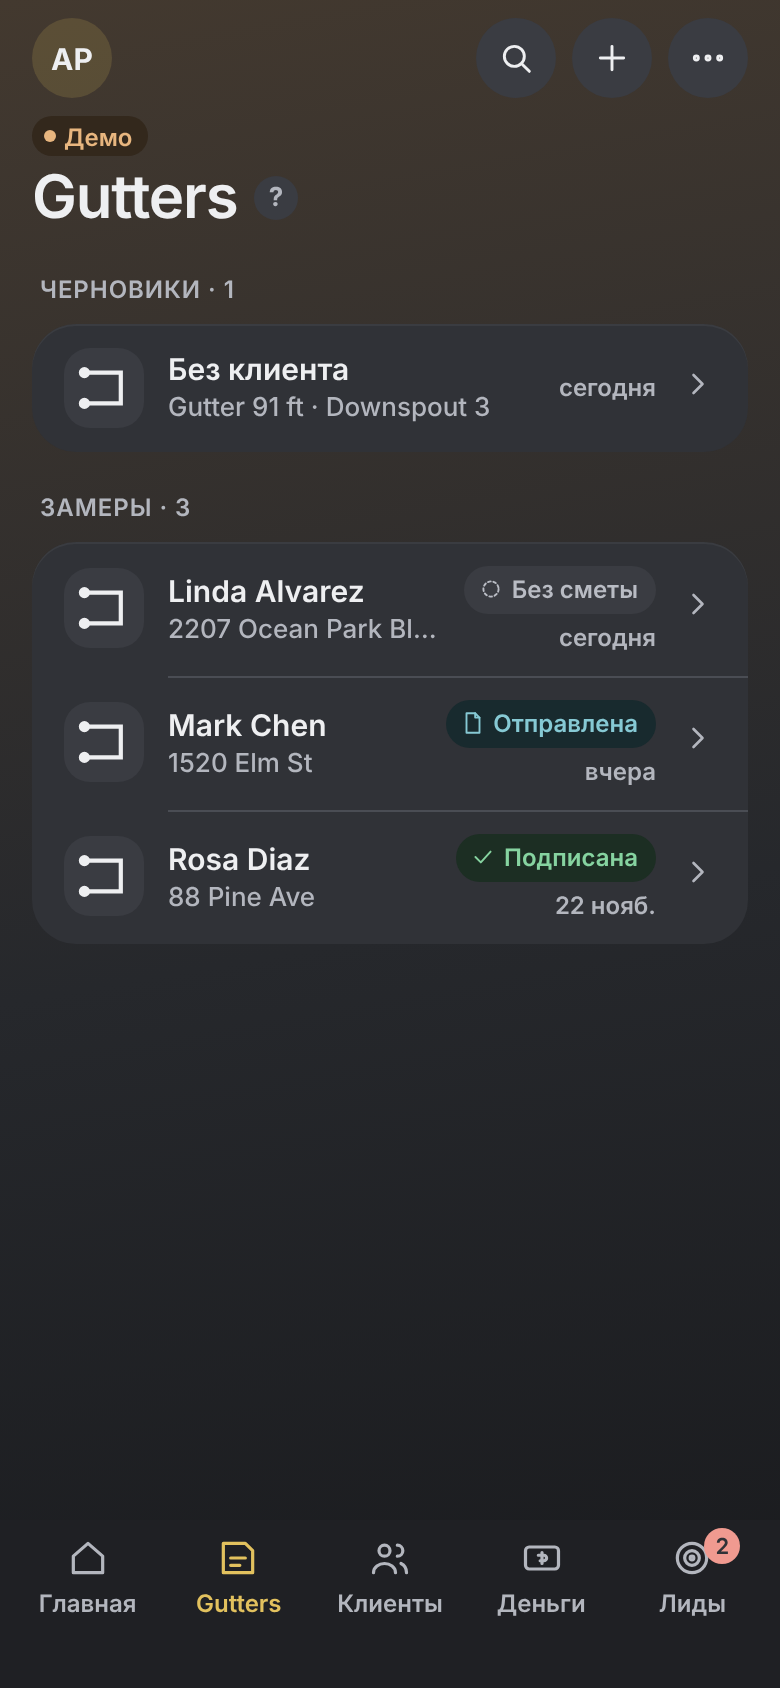 AP
Демо
Gutters
?
ЧЕРНОВИКИ · 1
Без клиента
Gutter 91 ft · Downspout 3
сегодня
ЗАМЕРЫ · 3
Linda Alvarez
2207 Ocean Park Bl...
Без сметы
сегодня
Mark Chen
1520 Elm St
Отправлена
вчера
Rosa Diaz
88 Pine Ave
Подписана
22 нояб.
2
Главная
Gutters
Клиенты
Деньги
Лиды